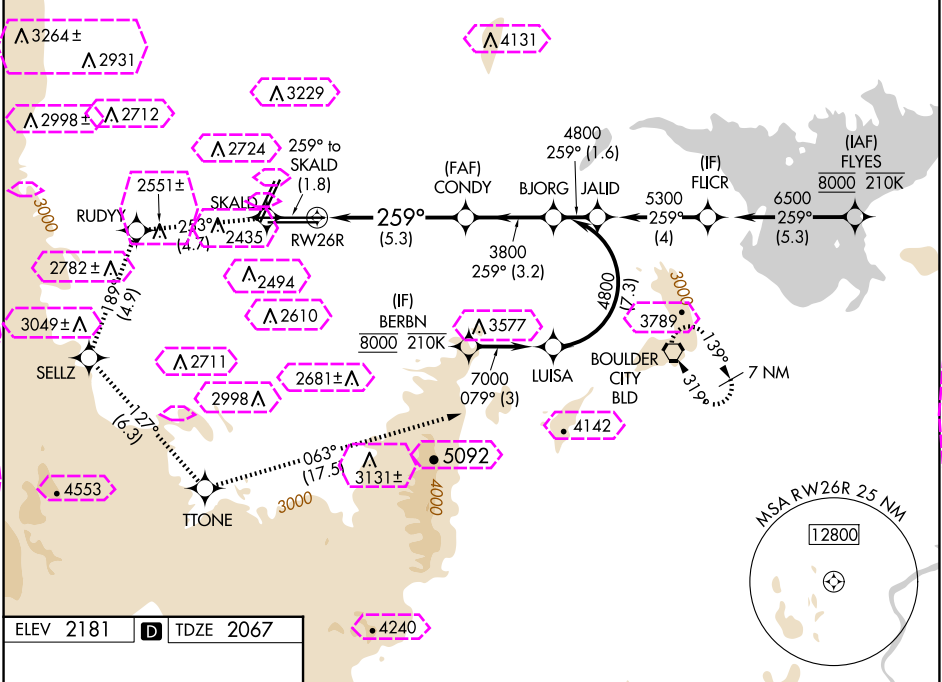 3264±
2931
4131
3229
2998±
2712
2724
259° to
SKALD
(1.8)
4800
259° (1.6)
(IAF)
FLYES
8000 210K
(IF)
FLICR
(FAF)
CONDY
BJORG
JALID
2551±
SKALD
RUDYY
3000
253°
(4.7)
2435
RW26R
259°
(5.3)
3800
259° (3.2)
5300
259°
(4)
6500
259°
(5.3)
2782±
189°
(4.9)
2494
2610
3049±
(IF)
BERBN
8000 210K
3577
4800
(7.3)
3000
3789
139°
BOULDER
CITY
BLD
319°
7 NM
SELLZ
2711
2681±
2998
7000
079° (3)
LUISA
127°
(6.3)
4142
063°
(17.5)
3131±
5092
4553
TTONE
3000
4000
MSA RW26R 25 NM
12800
4240
ELEV 2181 D TDZE 2067